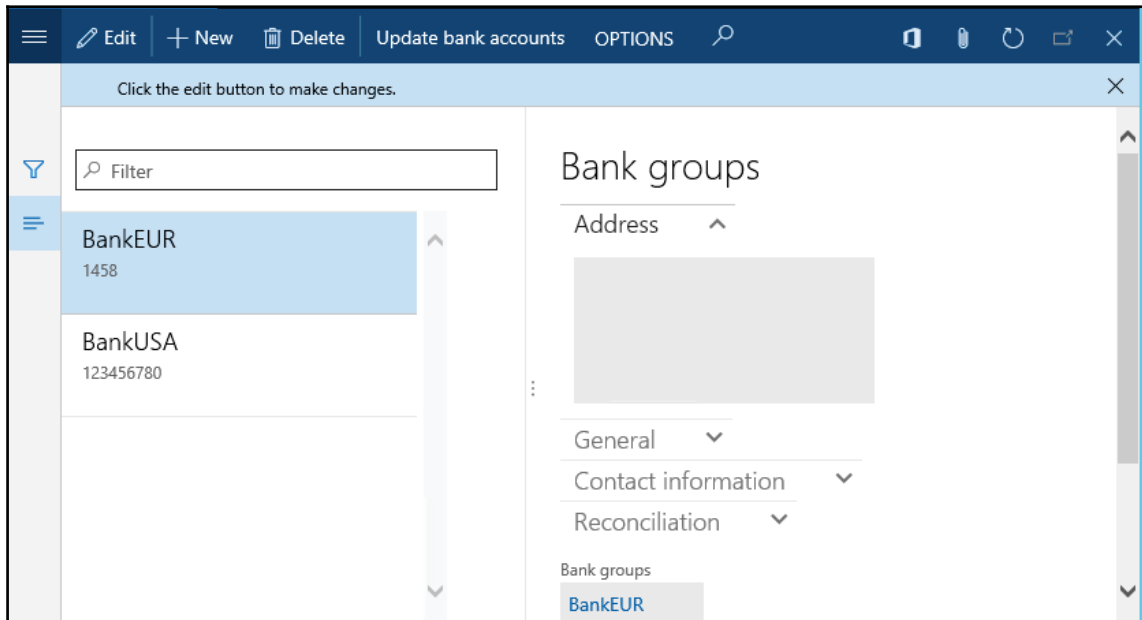 Edit New Delete Update bank accounts OPTIONS
Click the edit button to make changes.
Filter
BankEUR
1458
BankUSA
123456780
Bank groups
Address
General
Contact information
Reconciliation
Bank groups
BankEUR